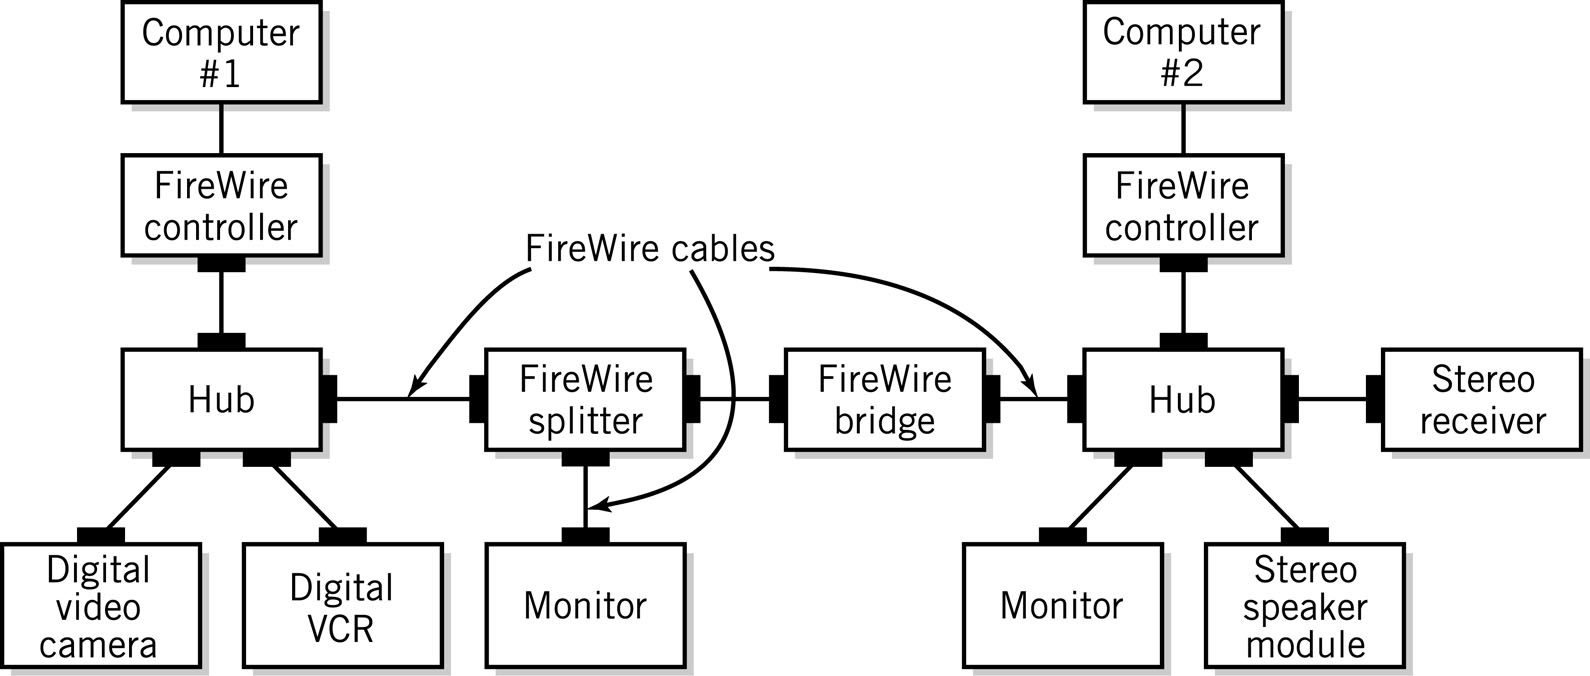 Computer
#1
Computer
#2
FireWire
controller
FireWire
controller
FireWire cables
Hub
FireWire
splitter
FireWire
bridge
Hub
Stereo
receiver
Digital
video
camera
Digital
VCR
Monitor
Monitor
Stereo
speaker
module